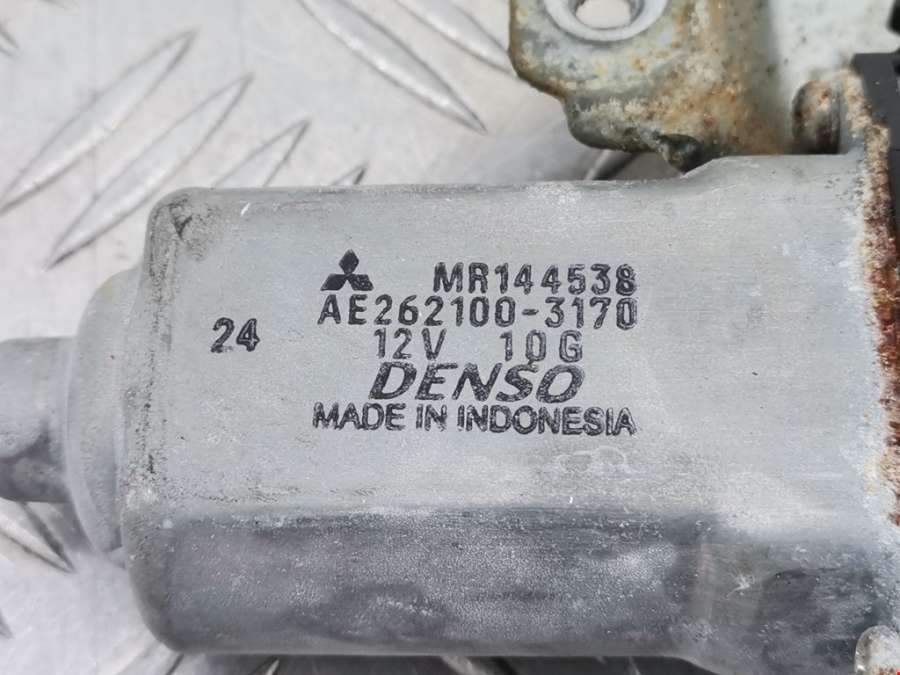 MR144538
AE262100-3170
24
12V 10G
DENSO
MADE IN INDONESIA